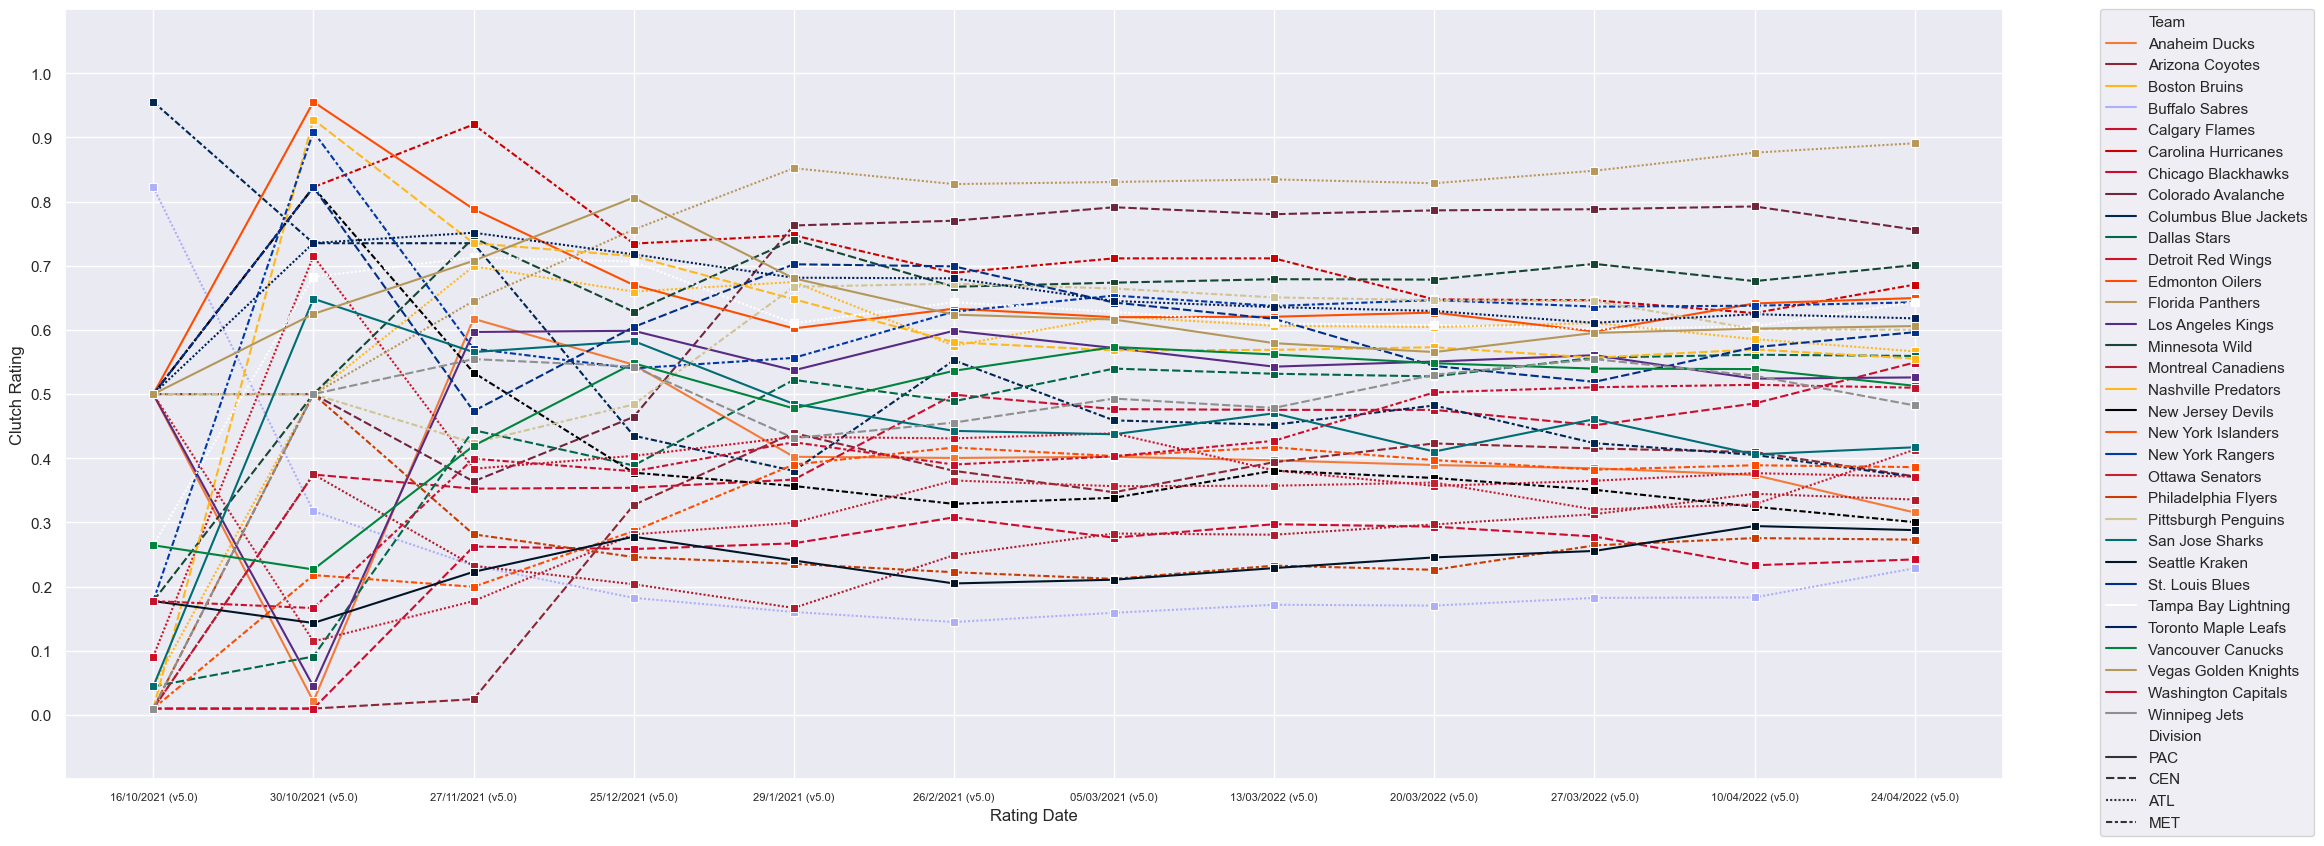 Clutch Rating
1.0
0.9
0.8
0.7
0.6
0.5
0.4
0.3
0.2
0.1
0.0
16/10/2021 (v5.0)
30/10/2021 (v5.0)
27/11/2021 (v5.0)
25/12/2021 (v5.0)
29/1/2021 (v5.0)
26/2/2021 (v5.0)
05/03/2021 (v5.0)
13/03/2022 (v5.0)
20/03/2022 (v5.0)
27/03/2022 (v5.0)
10/04/2022 (v5.0)
24/04/2022 (v5.0)
Rating Date
Team
Anaheim Ducks
Arizona Coyotes
Boston Bruins
Buffalo Sabres
Calgary Flames
Carolina Hurricanes
Chicago Blackhawks
Colorado Avalanche
Columbus Blue Jackets
Dallas Stars
Detroit Red Wings
Edmonton Oilers
Florida Panthers
Los Angeles Kings
Minnesota Wild
Montreal Canadiens
Nashville Predators
New Jersey Devils
New York Islanders
New York Rangers
Ottawa Senators
Philadelphia Flyers
Pittsburgh Penguins
San Jose Sharks
Seattle Kraken
St. Louis Blues
Tampa Bay Lightning
Toronto Maple Leafs
Vancouver Canucks
Vegas Golden Knights
Washington Capitals
Winnipeg Jets
Division
PAC
CEN
ATL
MET